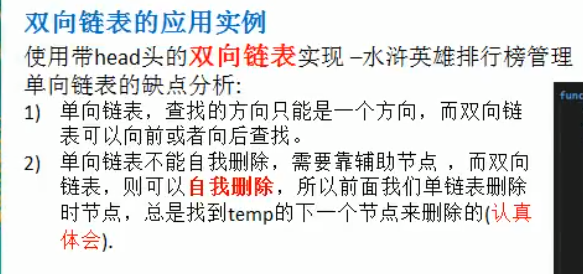 双向链表的应用实例
使用带head头的双向链表实现 –水浒英雄排行榜管理
单向链表的缺点分析:
1) 单向链表，查找的方向只能是一个方向，而双向链
表可以向前或者向后查找。
2) 单向链表不能自我删除，需要靠辅助节点 ，而双向
链表，则可以自我删除，所以前面我们单链表删除
时节点，总是找到temp的下一个节点来删除的(认真
体会).
func